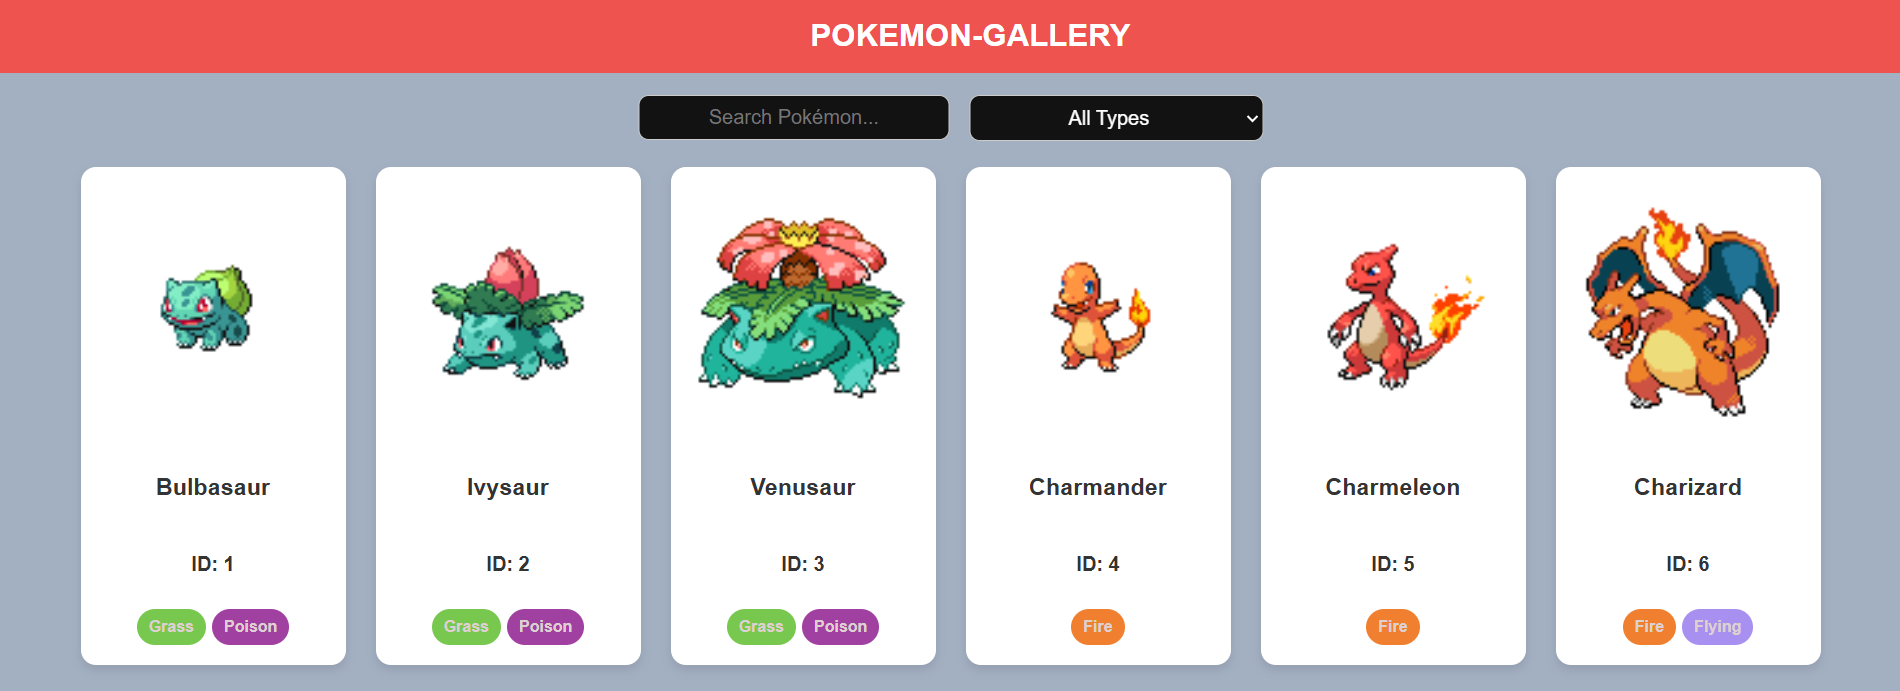 POKEMON-GALLERY
Search Pokémon...
All Types
Bulbasaur
ID: 1
Grass Poison
Ivysaur
ID: 2
Grass Poison
Venusaur
ID: 3
Grass Poison
Charmander
ID: 4
Fire
Charmeleon
ID: 5
Fire
Charizard
ID: 6
Fire Flying